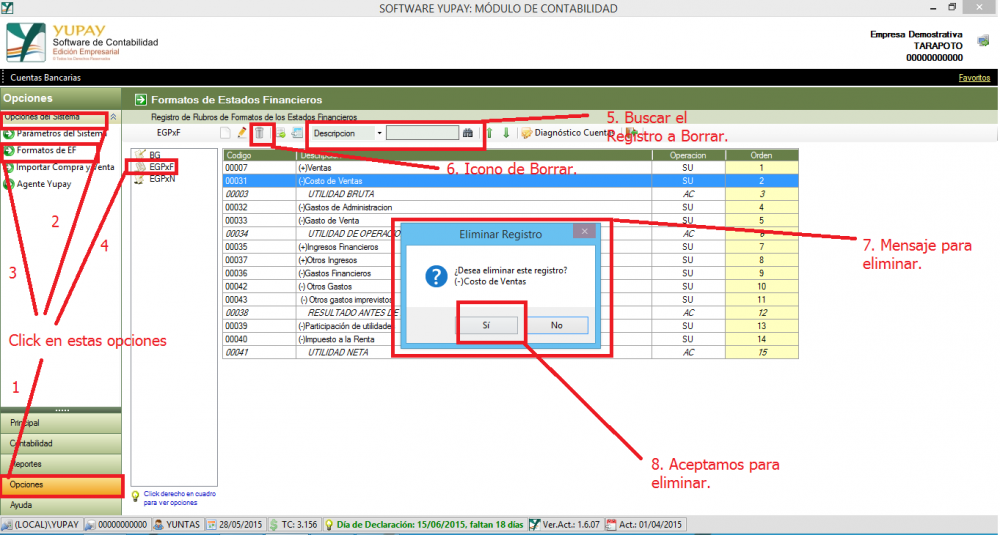 SOFTWARE YUPAY: MÓDULO DE CONTABILIDAD
YUPAY
Software de Contabilidad
Edición Empresarial
Empresa Demostrativa
TARAPOTO
00000000000
Cuentas Bancarias
Favoritos
Opciones
Formatos de Estados Financieros
Opciones del Sistema
Registro de Rubros de Formatos de los Estados Financieros
Parametros del Sistema
Formatos de EF
Importar Compra y Venta
Agente Yupay
EGPxF
Descripcion
Diagnóstico Cuentas
5. Buscar el
Registro a Borrar.
6. Icono de Borrar.
BG
EGPxF
EGPxN
Codigo Descripcion Operacion Orden
00007 (+)Ventas SU 1
00031 (-)Costo de Ventas SU 2
00003 UTILIDAD BRUTA AC 3
00032 (-)Gastos de Administracion SU 4
00033 (-)Gasto de Venta SU 5
00034 UTILIDAD DE OPERACIO AC 6
00035 (+)Ingresos Financieros SU 7
00037 (+)Otros Ingresos SU 8
00036 (-)Gastos Financieros SU 9
00042 (-) Otros Gastos SU 10
00043 (-) Otros gastos imprevistos SU 11
00038 RESULTADO ANTES DE AC 12
00039 (-)Participación de utilidade SU 13
00040 (-)Impuesto a la Renta SU 14
00041 UTILIDAD NETA AC 15
Eliminar Registro
¿Desea eliminar este registro?
(-)Costo de Ventas
Sí
No
7. Mensaje para
eliminar.
8. Aceptamos para
eliminar.
2
4
3
Click en estas opciones
1
Principal
Contabilidad
Reportes
Opciones
Ayuda
Click derecho en cuadro
para ver opciones
(LOCAL)\YUPAY 00000000000 YUNTAS 28/05/2015 TC: 3.156 Día de Declaración: 15/06/2015, faltan 18 días Ver.Act.: 1.6.07 Act.: 01/04/2015